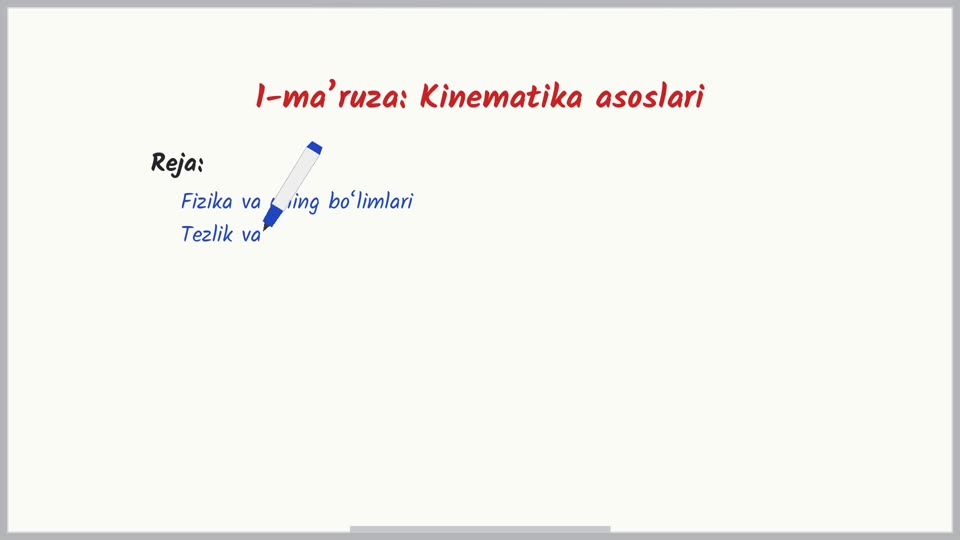 1-ma’ruza: Kinematika asoslari
Reja:
Fizika va bo‘limlari
Tezlik va